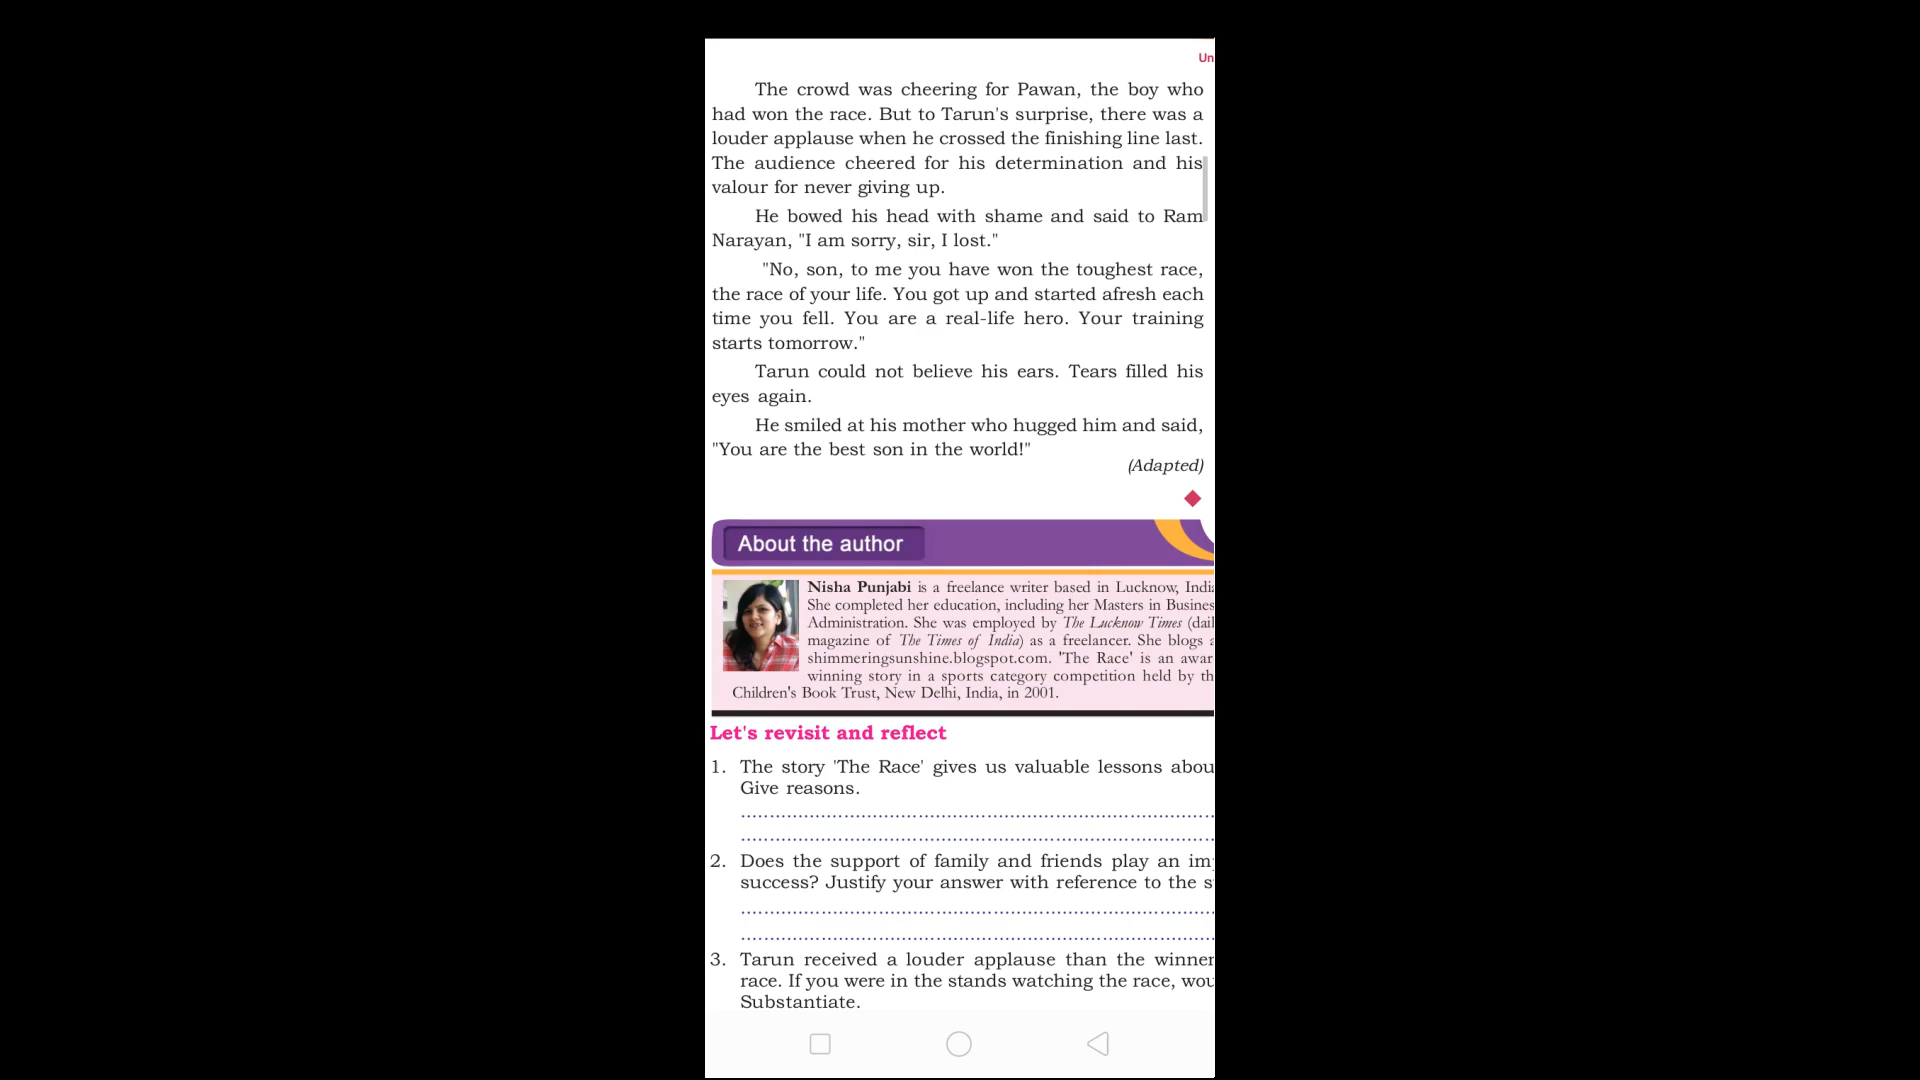 Un
The crowd was cheering for Pawan, the boy who
had won the race. But to Tarun's surprise, there was a
louder applause when he crossed the finishing line last.
The audience cheered for his determination and his
valour for never giving up.
He bowed his head with shame and said to Ram
Narayan, "I am sorry, sir, I lost."
"No, son, to me you have won the toughest race,
the race of your life. You got up and started afresh each
time you fell. You are a real-life hero. Your training
starts tomorrow."
Tarun could not believe his ears. Tears filled his
eyes again.
He smiled at his mother who hugged him and said,
"You are the best son in the world!"
(Adapted)
About the author
Nisha Punjabi is a freelance writer based in Lucknow, Indi
She completed her education, including her Masters in Busines
Administration. She was employed by The Lucknow Times (dail
magazine of The Times of India) as a freelancer. She blogs
shimmeringsunshine.blogspot.com. 'The Race' is an awar
winning story in a sports category competition held by th
Children's Book Trust, New Delhi, India, in 2001.
Let's revisit and reflect
1. The story 'The Race' gives us valuable lessons abou
Give reasons.
2. Does the support of family and friends play an im
success? Justify your answer with reference to the s
3. Tarun received a louder applause than the winner
race. If you were in the stands watching the race, wou
Substantiate.